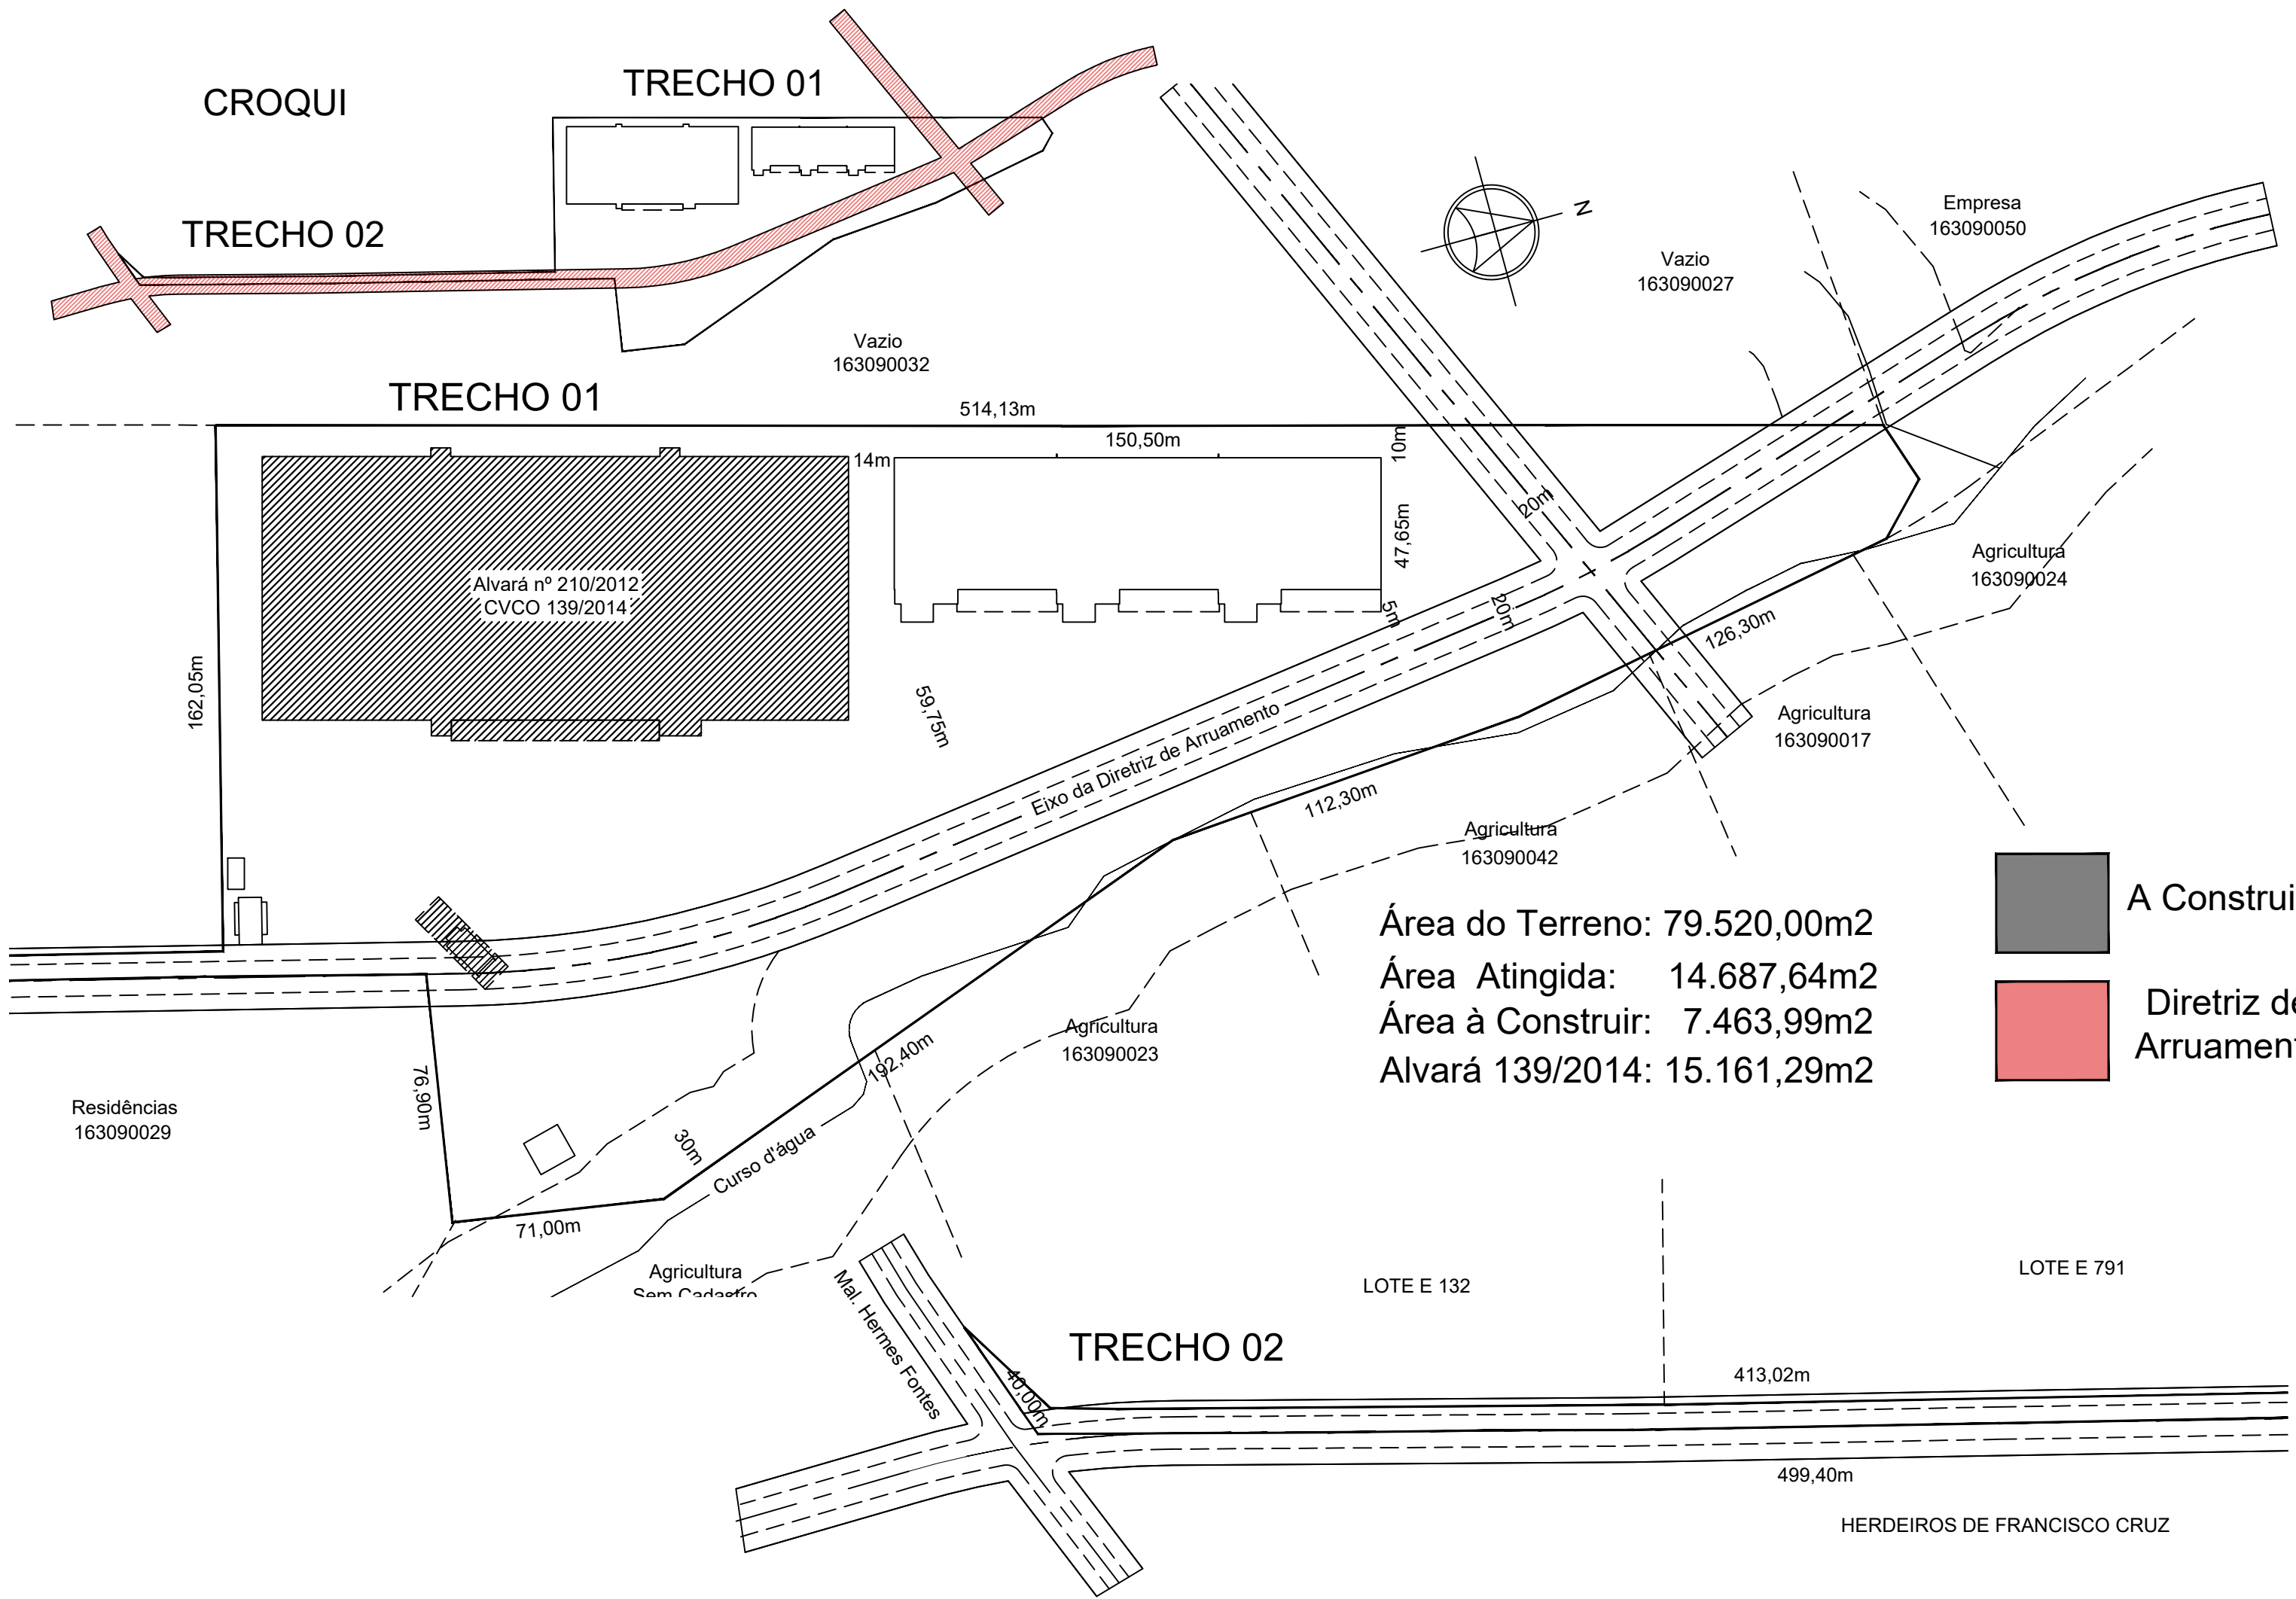 CROQUI
TRECHO 01
TRECHO 02
N
Empresa
163090050
Vazio
163090027
Vazio
163090032
TRECHO 01
514,13m
150,50m
10m
14m
47,65m
20m
Alvará nº 210/2012
CVCO 139/2014
Agricultura
163090024
5m
20m
126,30m
162,05m
59,75m
Eixo da Diretriz de Arruamento
Agricultura
163090017
112,30m
Agricultura
163090042
A Construi
Área do Terreno: 79.520,00m2
Área Atingida: 14.687,64m2
Área à Construir: 7.463,99m2
Alvará 139/2014: 15.161,29m2
Diretriz de
Arruament
Agricultura
163090023
192,40m
76,90m
Residências
163090029
30m
Curso d'água
71,00m
Agricultura
Sem Cadastro
Mal. Hermes Fontes
LOTE E 132
LOTE E 791
TRECHO 02
40,00m
413,02m
499,40m
HERDEIROS DE FRANCISCO CRUZ